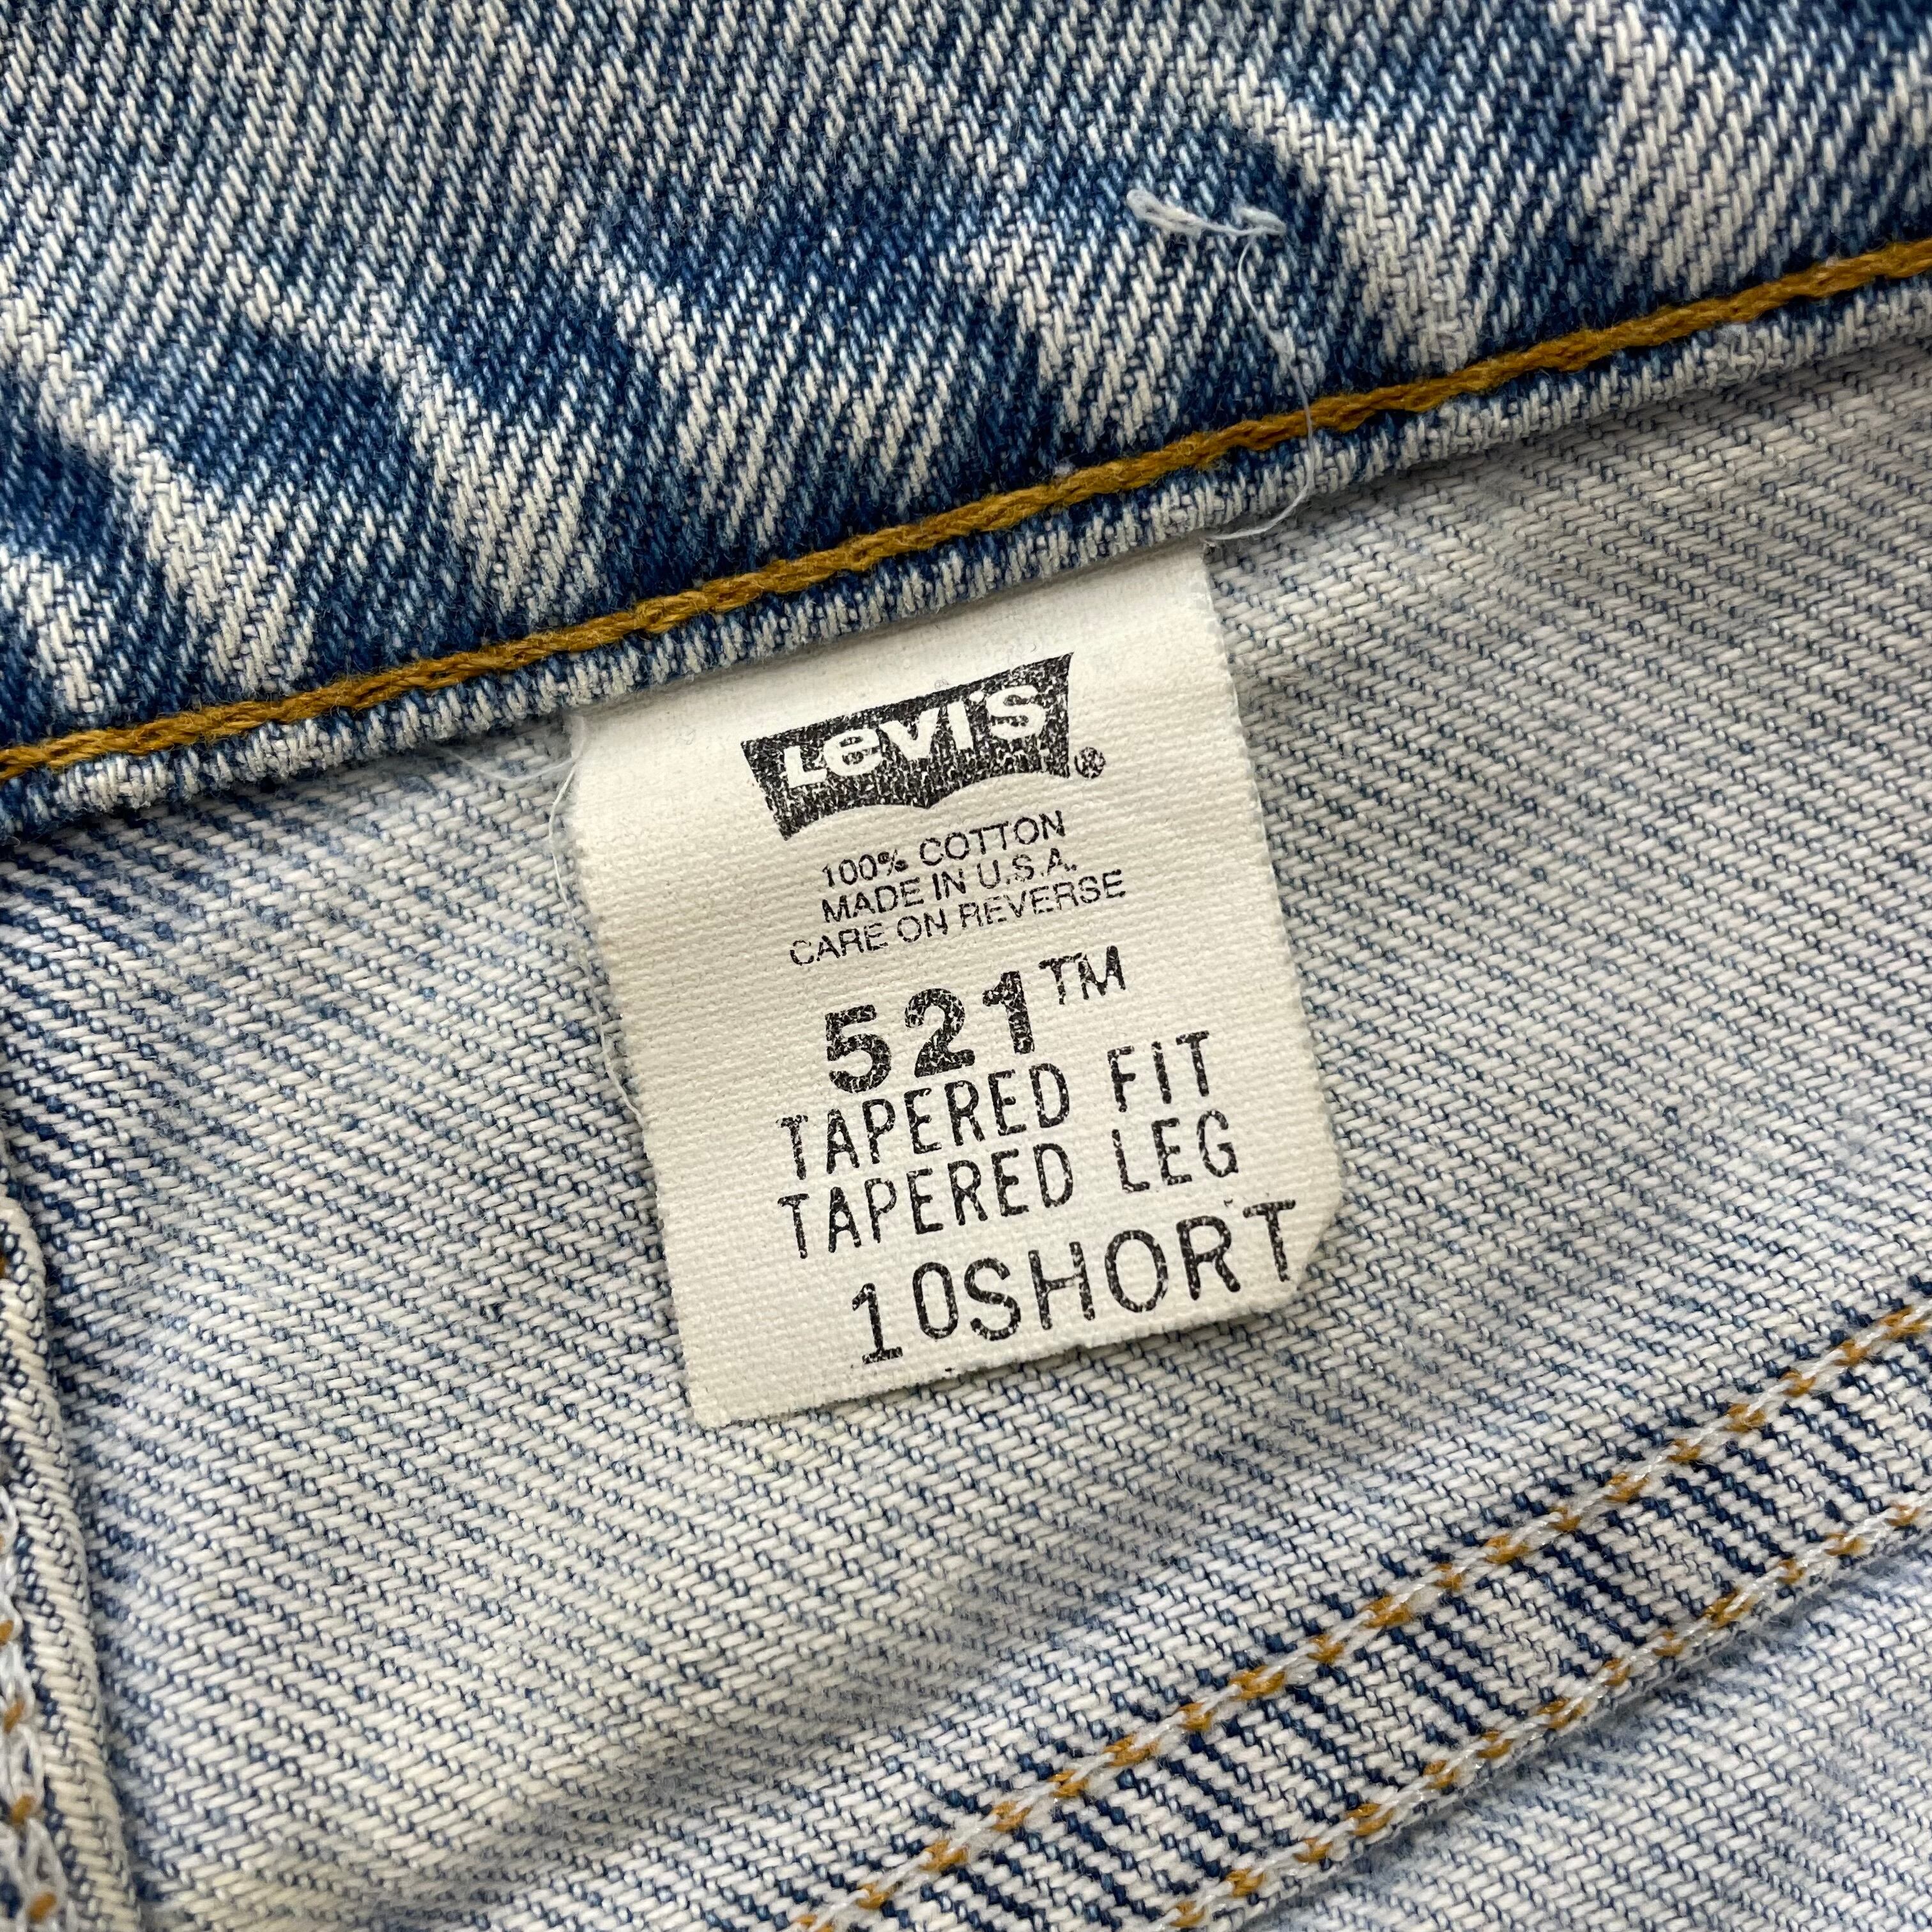 Levi's®
100% COTTON
MADE IN U.S.A.
CARE ON REVERSE
521™
TAPERED FIT
TAPERED LEG
10SHORT